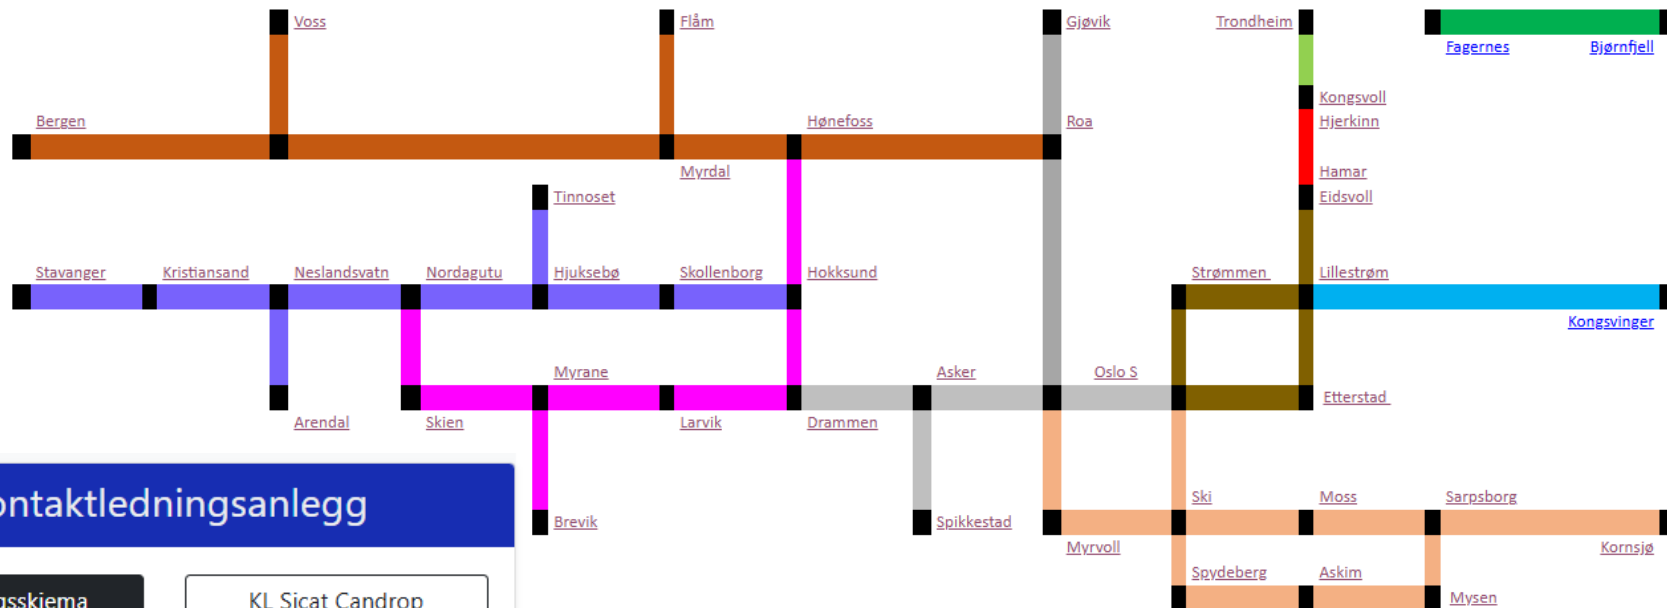 Voss
Flåm
Gjøvik
Trondheim
Fagernes
Bjørnfjell
Kongsvoll
Bergen
Hønefoss
Roa
Hjerkinn
Myrdal
Hamar
Tinnoset
Eidsvoll
Stavanger
Kristiansand
Neslandsvatn
Nordagutu
Hjuksebø
Skollenborg
Hokksund
Strømmen
Lillestrøm
Kongsvinger
Myrane
Asker
Oslo S
Etterstad
Arendal
Skien
Larvik
Drammen
ontaktledningsanlegg
Brevik
Spikkestad
Ski
Moss
Sarpsborg
Myrvoll
Kornsjø
Spydeberg
Askim
Mysen
gsskjema
KL Sicat Candrop